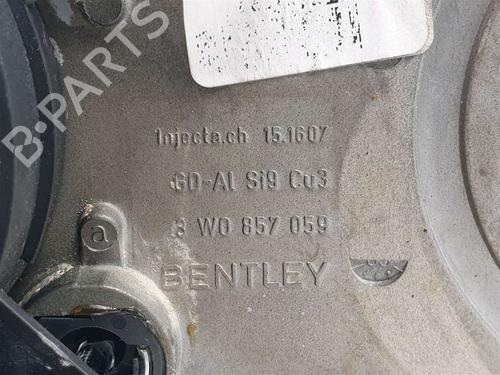 B-PARTS
Injecta.ch 15.1607
GD-Al Si9 Cu3
3 W0 857 059
a
BENTLEY